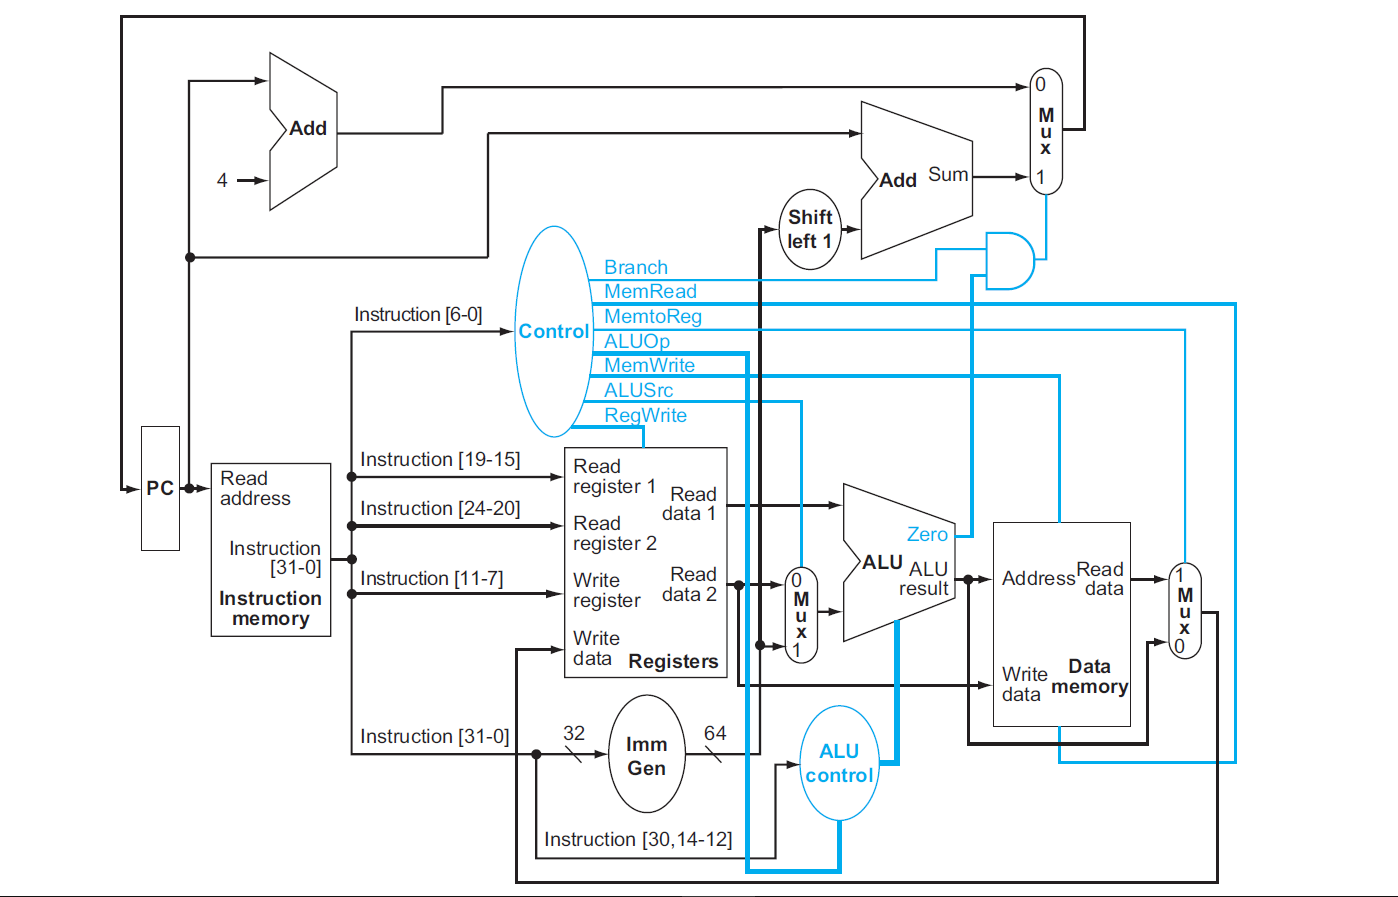 0
M
u
x
1
Add
4
Add Sum
Shift
left 1
Branch
MemRead
MemtoReg
ALUOp
MemWrite
ALUSrc
RegWrite
Instruction [6-0]
Control
PC
Read
address
Instruction
[31-0]
Instruction
memory
Instruction [19-15]
Instruction [24-20]
Instruction [11-7]
Read
register 1
Read
data 1
Read
register 2
Write
register
Read
data 2
Write
data
Registers
0
M
u
x
1
Zero
ALU
ALU
result
Address
Read
data
Write
data
Data
memory
1
M
u
x
0
Instruction [31-0]
32
Imm
Gen
64
ALU
control
Instruction [30,14-12]